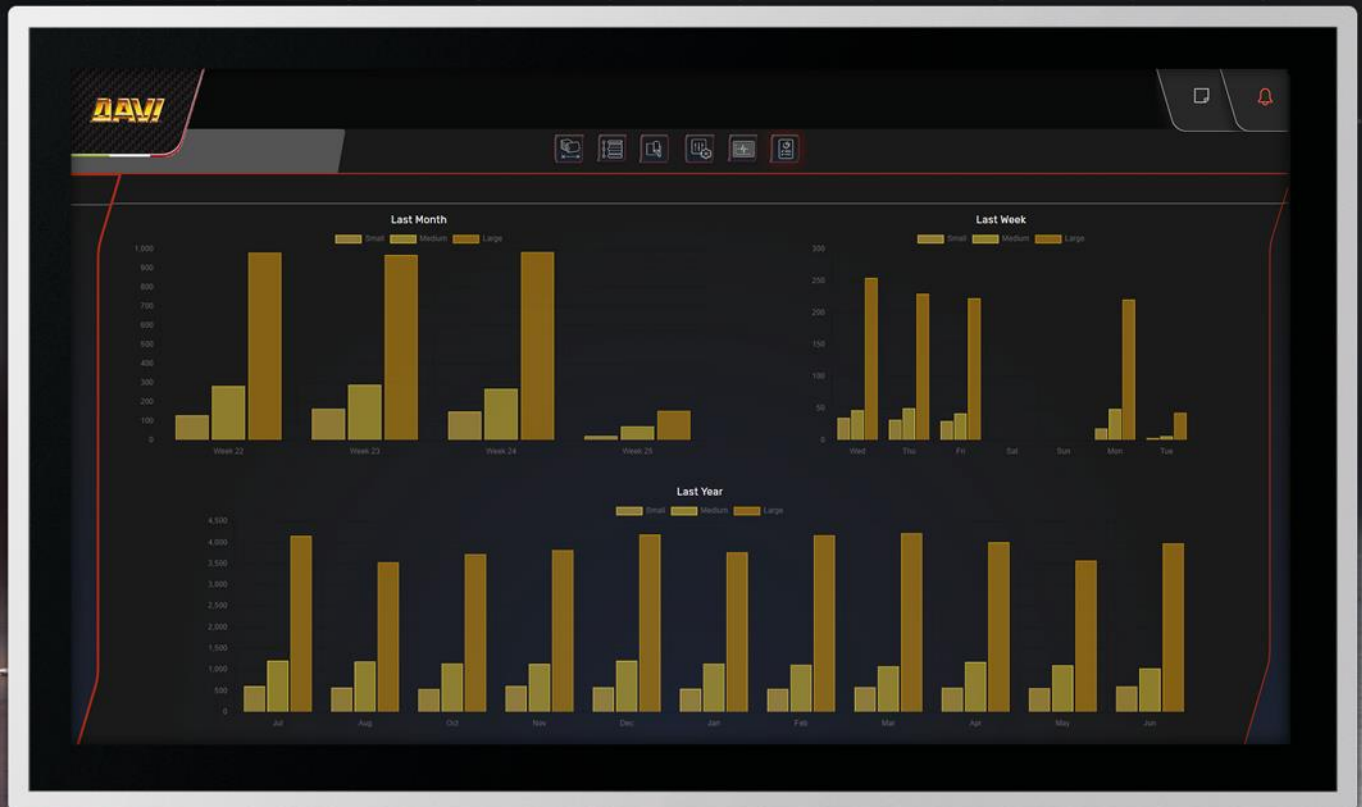 DAVI
Last Month
Small Medium Large
1,000
900
800
700
600
500
400
300
200
100
0
Week 22 Week 23 Week 24 Week 25
Last Week
Small Medium Large
300
250
200
150
100
50
0
Wed Thu Fri Sat Sun Mon Tue
Last Year
Small Medium Large
4,500
4,000
3,500
3,000
2,500
2,000
1,500
1,000
500
0
Jul Aug Oct Nov Dec Jan Feb Mar Apr May Jun